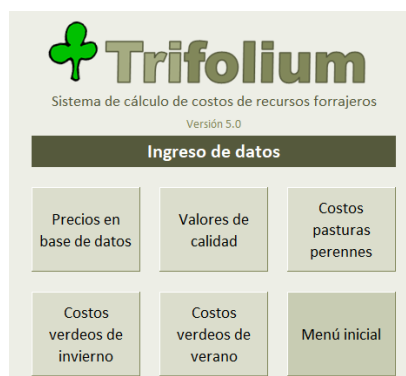 Trifolium
Sistema de cálculo de costos de recursos forrajeros
Versión 5.0
Ingreso de datos
Precios en
base de datos
Valores de
calidad
Costos
pasturas
perennes
Costos
verdeos de
invierno
Costos
verdeos de
verano
Menú inicial